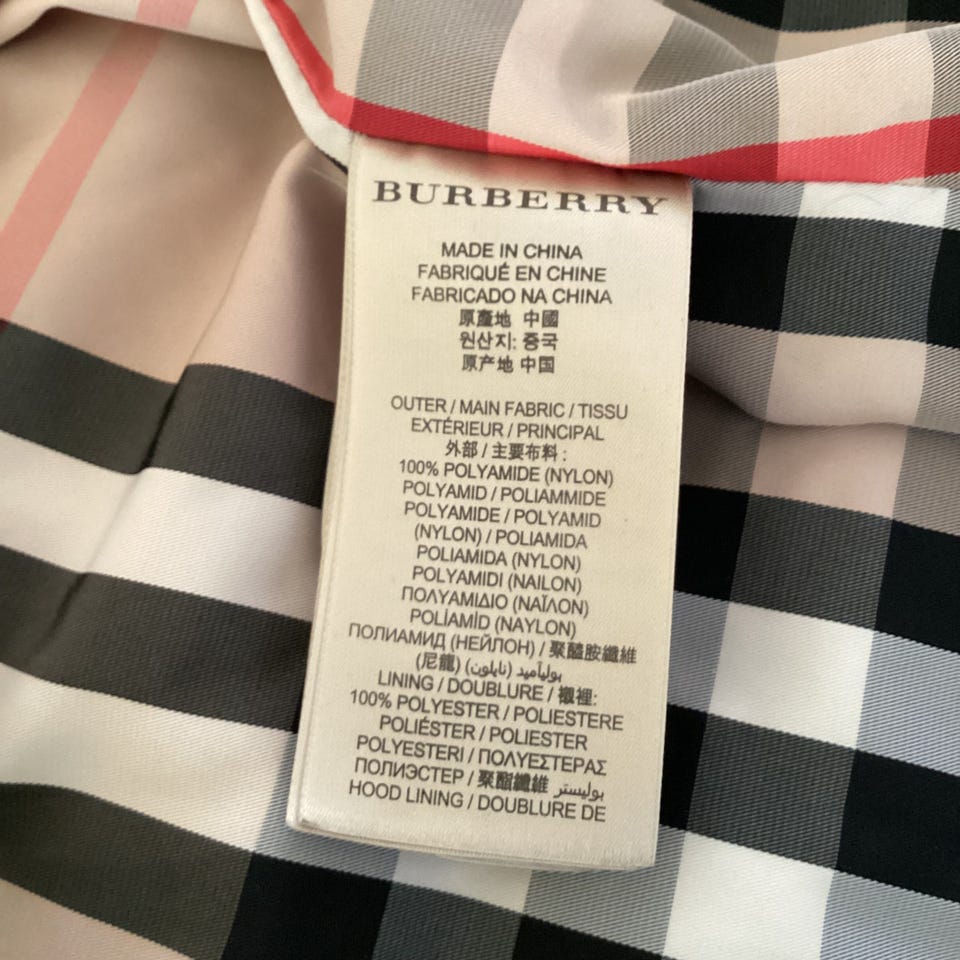 BURBERRY
MADE IN CHINA
FABRIQUÉ EN CHINE
FABRICADO NA CHINA
原產地 中國
원산지: 중국
原产地 中国
OUTER / MAIN FABRIC / TISSU
EXTÉRIEUR / PRINCIPAL
外部 / 主要布料 :
100% POLYAMIDE (NYLON)
POLYAMID / POLIAMMIDE
POLYAMIDE / POLYAMID
(NYLON) / POLIAMIDA
POLIAMIDA (NYLON)
POLYAMIDI (NAILON)
ΠΟΛΥΑΜΙΔΙΟ (ΝΑΪΛΟΝ)
POLİAMİD (NAYLON)
ПОЛИАМИД (НЕЙЛОН) / 聚醯胺纖維
(尼龍) بوليأميد (نايلون)
LINING / DOUBLURE / 襯裡:
100% POLYESTER / POLIESTERE
POLIÉSTER / POLIESTER
POLYESTERI / ΠΟΛΥΕΣΤΕΡΑΣ
ПОЛИЭСТЕР / 聚酯纖維 بوليستر
HOOD LINING / DOUBLURE DE